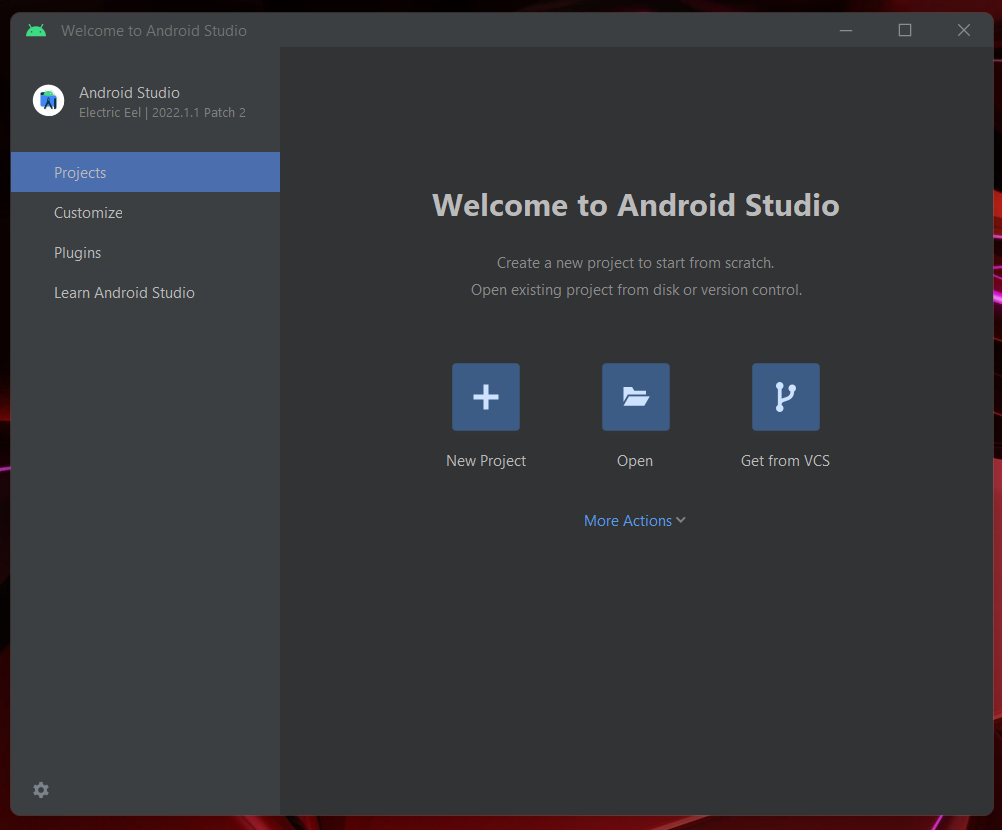 Welcome to Android Studio
Android Studio
Electric Eel | 2022.1.1 Patch 2
Projects
Customize
Plugins
Learn Android Studio
Welcome to Android Studio
Create a new project to start from scratch.
Open existing project from disk or version control.
New Project
Open
Get from VCS
More Actions